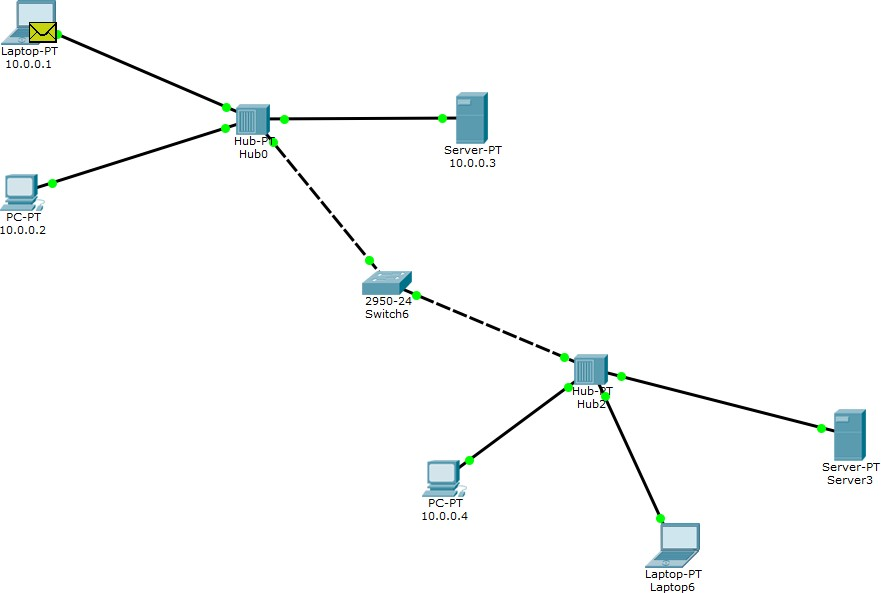 Laptop-PT
10.0.0.1
Hub-PT
Hub0
Server-PT
10.0.0.3
PC-PT
10.0.0.2
2950-24
Switch6
Hub-PT
Hub2
Server-PT
Server3
PC-PT
10.0.0.4
Laptop-PT
Laptop6